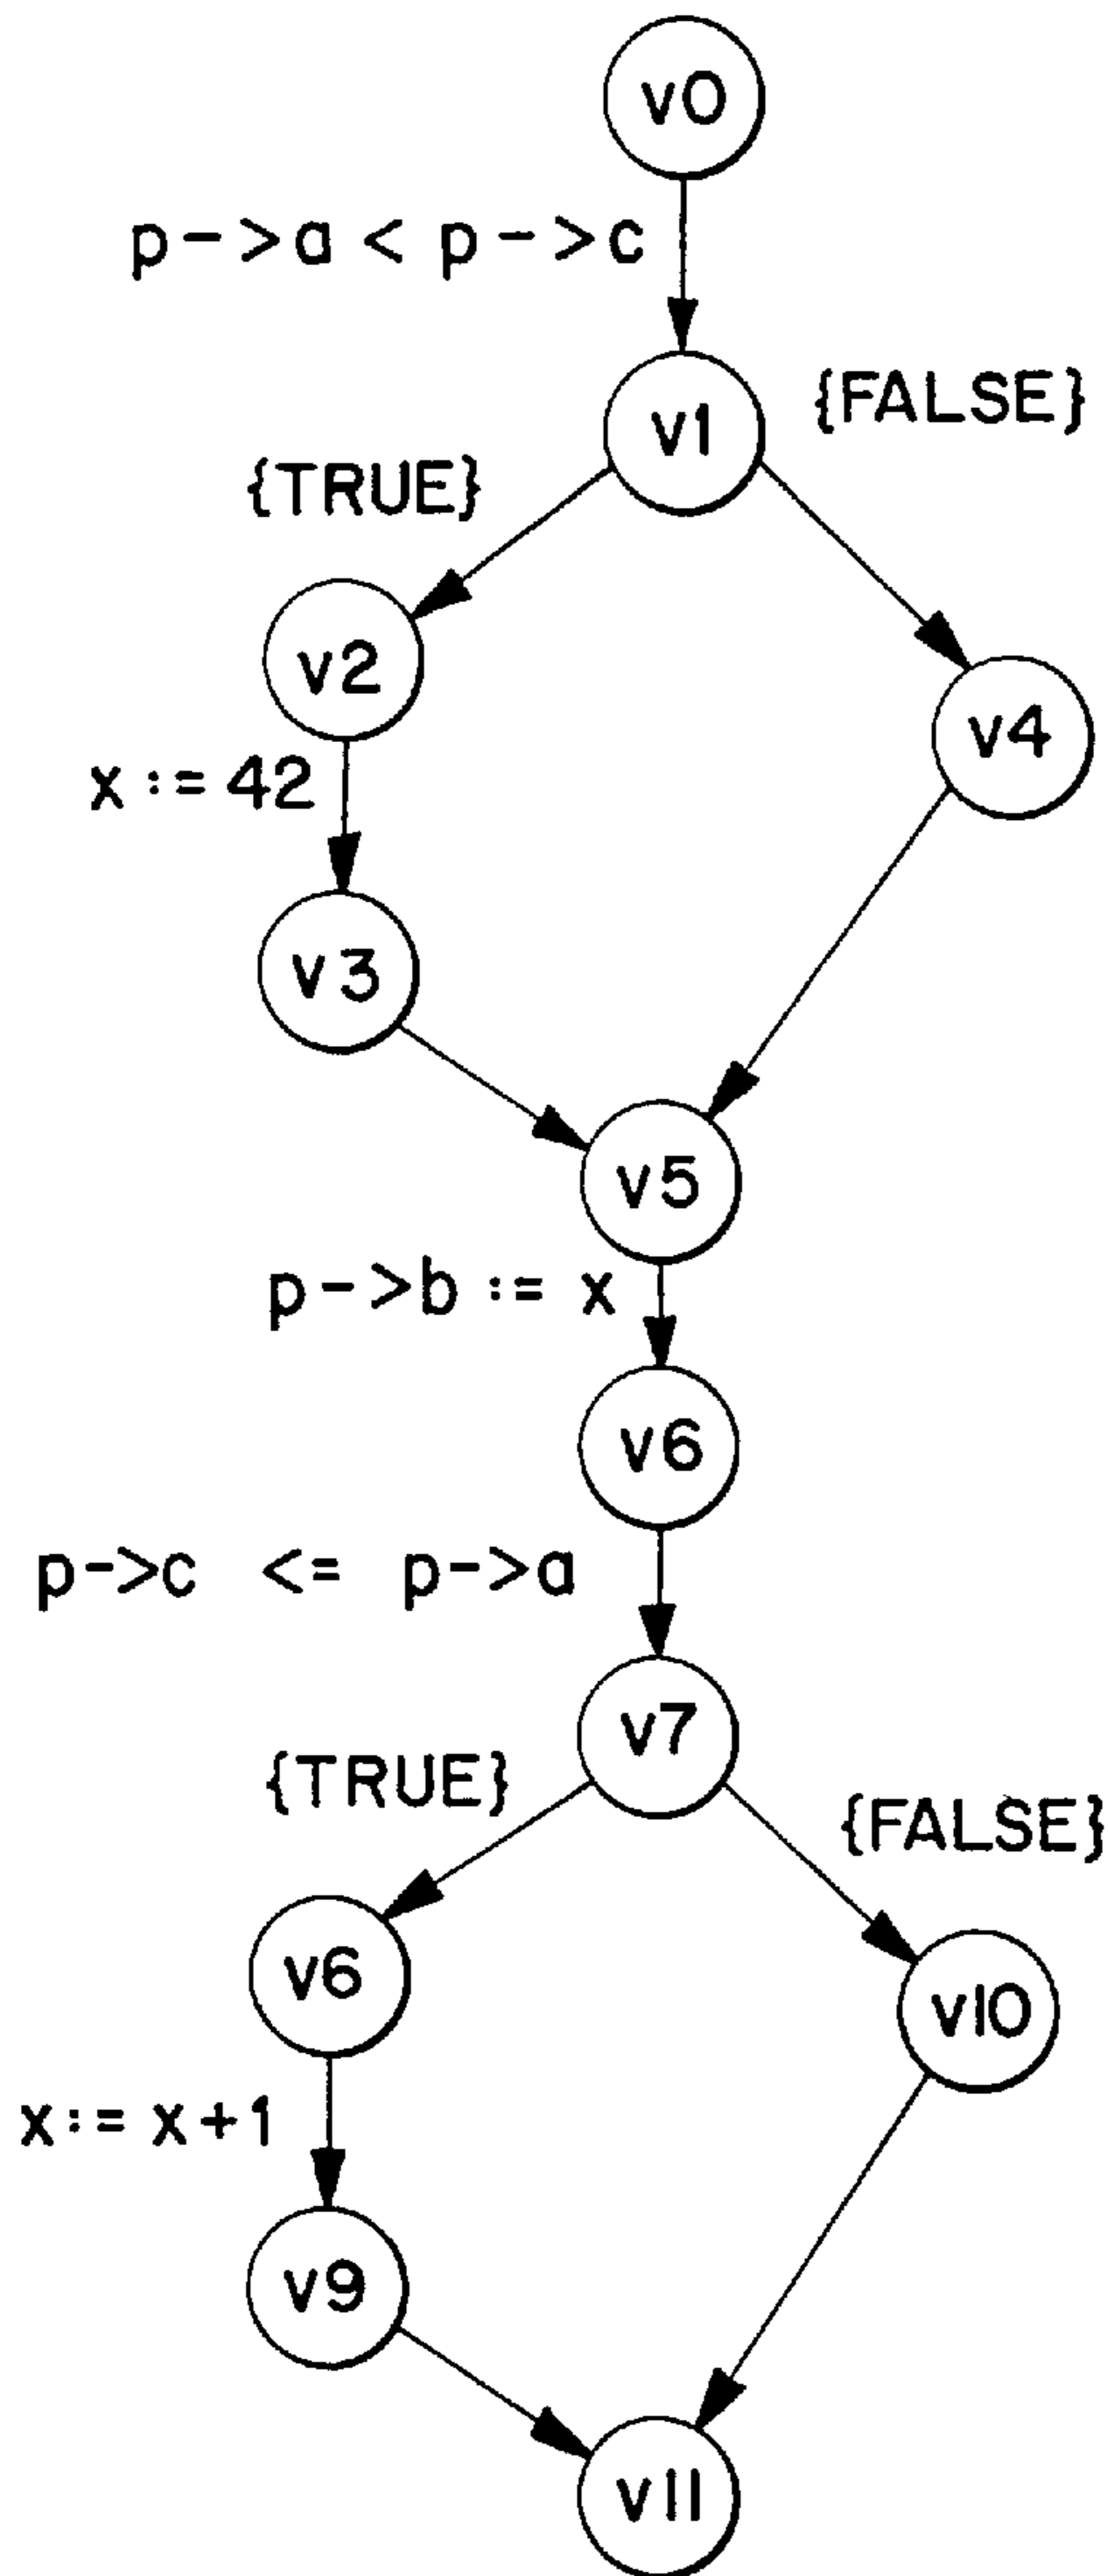 v0
p->a < p->c
v1
{FALSE}
{TRUE}
v2
v4
x := 42
v3
v5
p->b := x
v6
p->c <= p->a
v7
{TRUE}
{FALSE}
v6
v10
x:= x+1
v9
v11